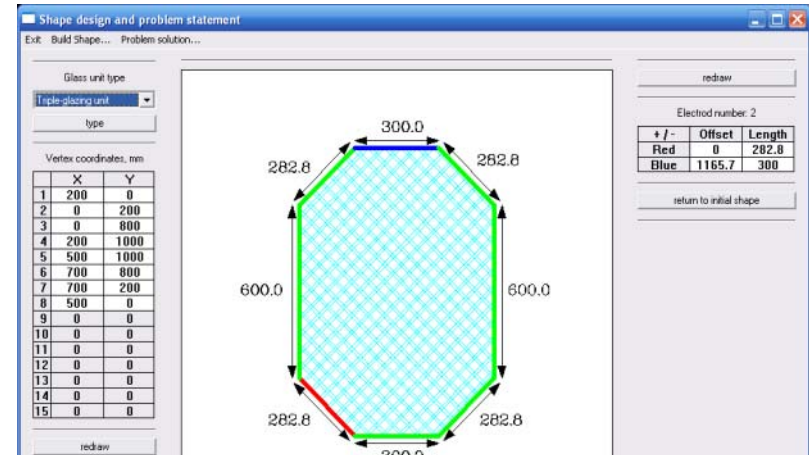 Shape design and problem statement
Exit Build Shape... Problem solution...
Glass unit type
Triple-glazing unit
type
Vertex coordinates, mm
X Y
1 200 0
2 0 200
3 0 800
4 200 1000
5 500 1000
6 700 800
7 700 200
8 500 0
9 0 0
10 0 0
11 0 0
12 0 0
13 0 0
14 0 0
15 0 0
redraw
300.0
282.8 282.8
600.0 600.0
282.8 282.8
300.0
redraw
Electrod number: 2
+ / - Offset Length
Red 0 282.8
Blue 1165.7 300
return to initial shape